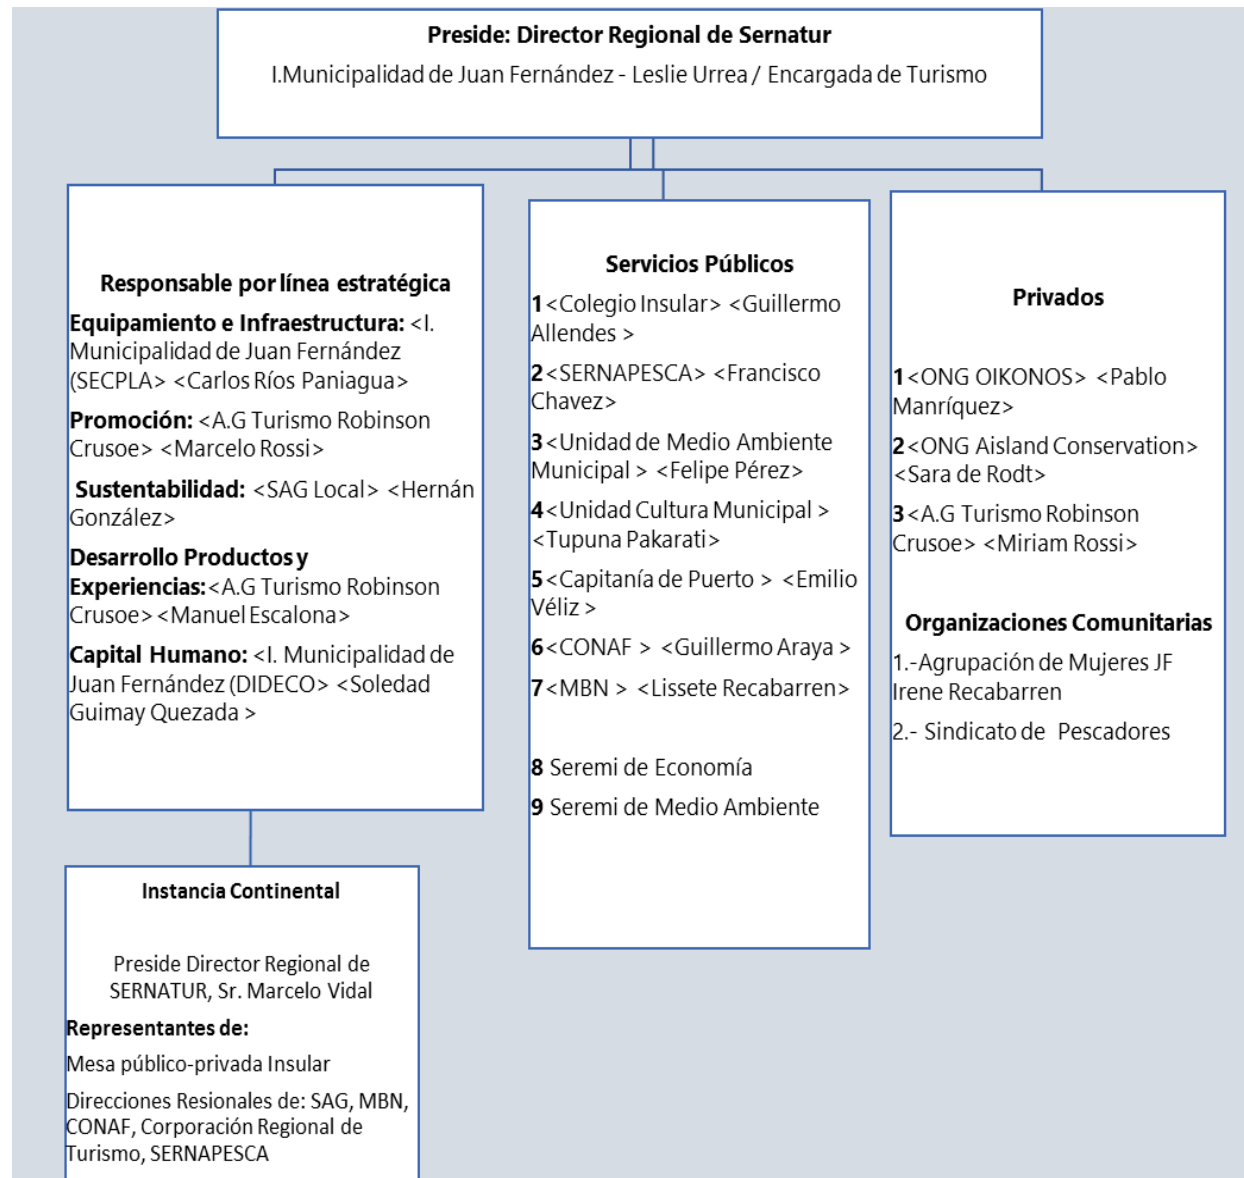 Preside: Director Regional de Sernatur
I.Municipalidad de Juan Fernández - Leslie Urrea / Encargada de Turismo
Responsable por línea estratégica
Equipamiento e Infraestructura: <I.
Municipalidad de Juan Fernández
(SECPLA> <Carlos Ríos Paniagua>
Promoción: <A.G Turismo Robinson
Crusoe> <Marcelo Rossi>
Sustentabilidad: <SAG Local> <Hernán
González>
Desarrollo Productos y
Experiencias:<A.G Turismo Robinson
Crusoe> <Manuel Escalona>
Capital Humano: <I. Municipalidad de
Juan Fernández (DIDECO> <Soledad
Guimay Quezada >
Servicios Públicos
1<Colegio Insular> <Guillermo
Allendes >
2<SERNAPESCA> <Francisco
Chavez>
3<Unidad de Medio Ambiente
Municipal > <Felipe Pérez>
4<Unidad Cultura Municipal >
<Tupuna Pakarati>
5<Capitanía de Puerto > <Emilio
Véliz >
6<CONAF > <Guillermo Araya >
7<MBN > <Lissete Recabarren>
8 Seremi de Economía
9 Seremi de Medio Ambiente
Privados
1<ONG OIKONOS> <Pablo
Manríquez>
2<ONG Aisland Conservation>
<Sara de Rodt>
3<A.G Turismo Robinson
Crusoe> <Miriam Rossi>
Organizaciones Comunitarias
1.-Agrupación de Mujeres JF
Irene Recabarren
2.- Sindicato de Pescadores
Instancia Continental
Preside Director Regional de
SERNATUR, Sr. Marcelo Vidal
Representantes de:
Mesa público-privada Insular
Direcciones Resionales de: SAG, MBN,
CONAF, Corporación Regional de
Turismo, SERNAPESCA